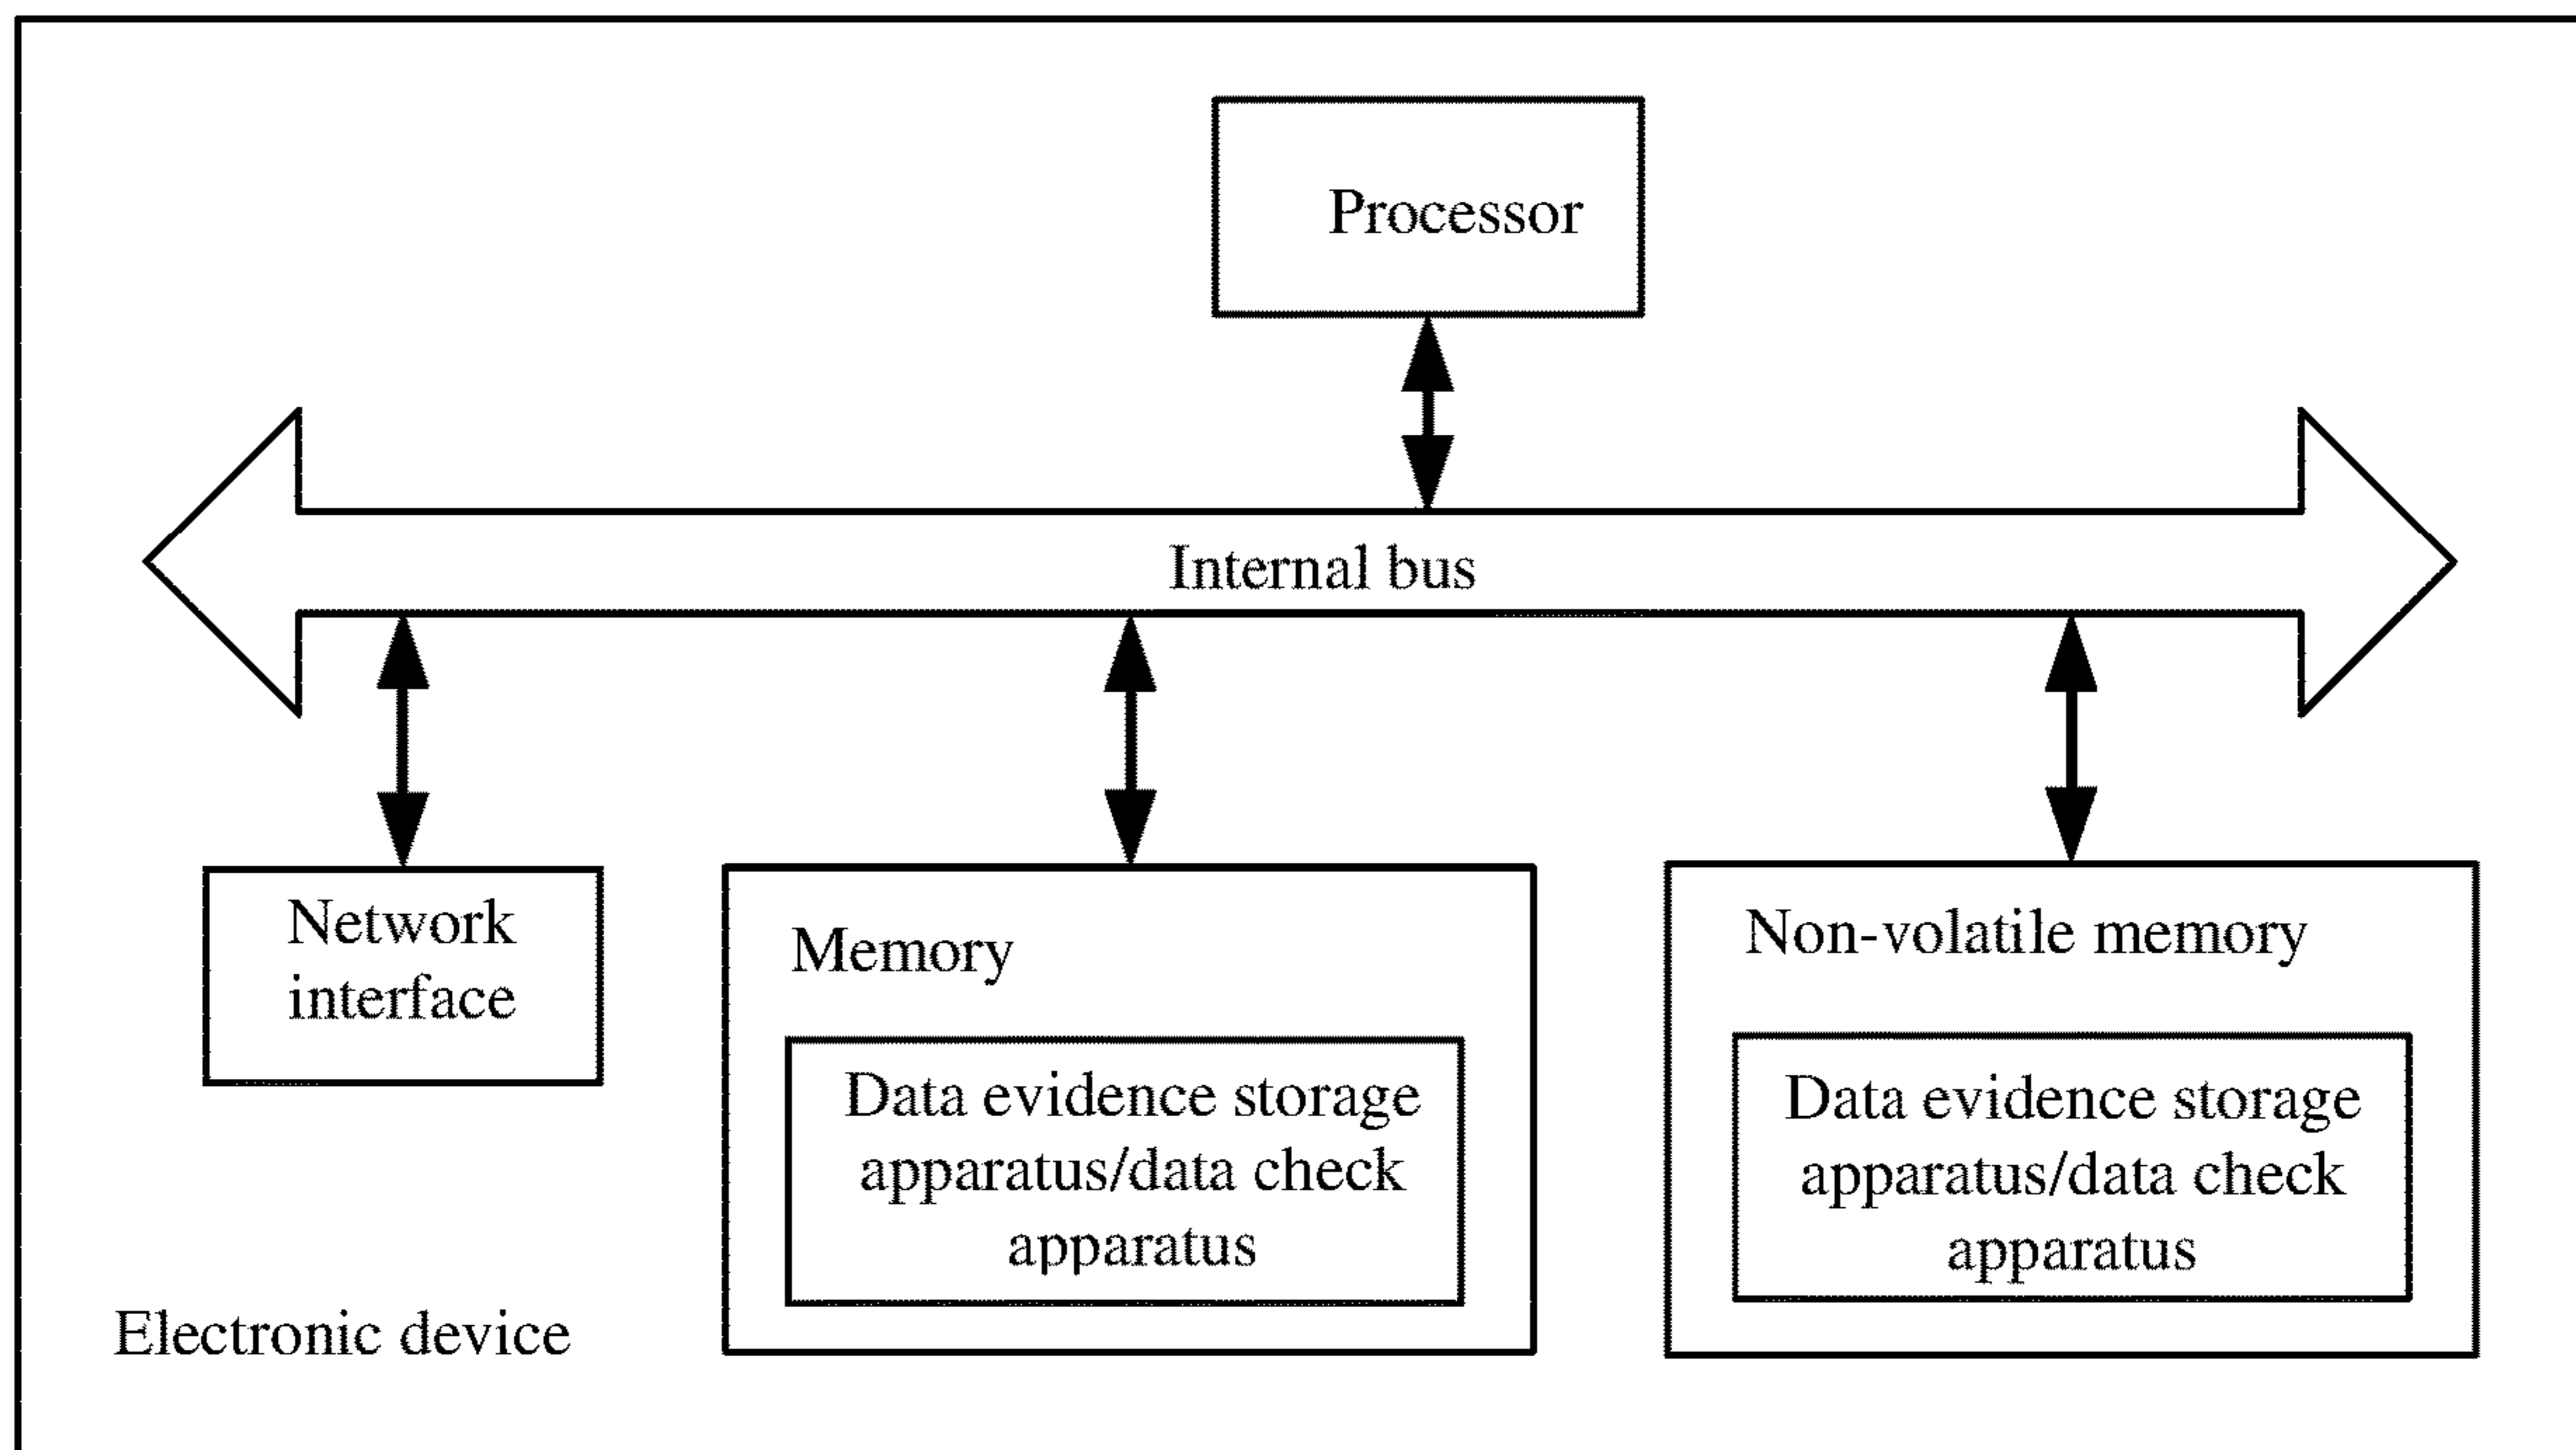 Processor
Internal bus
Network
interface
Memory
Data evidence storage
apparatus/data check
apparatus
Non-volatile memory
Data evidence storage
apparatus/data check
apparatus
Electronic device